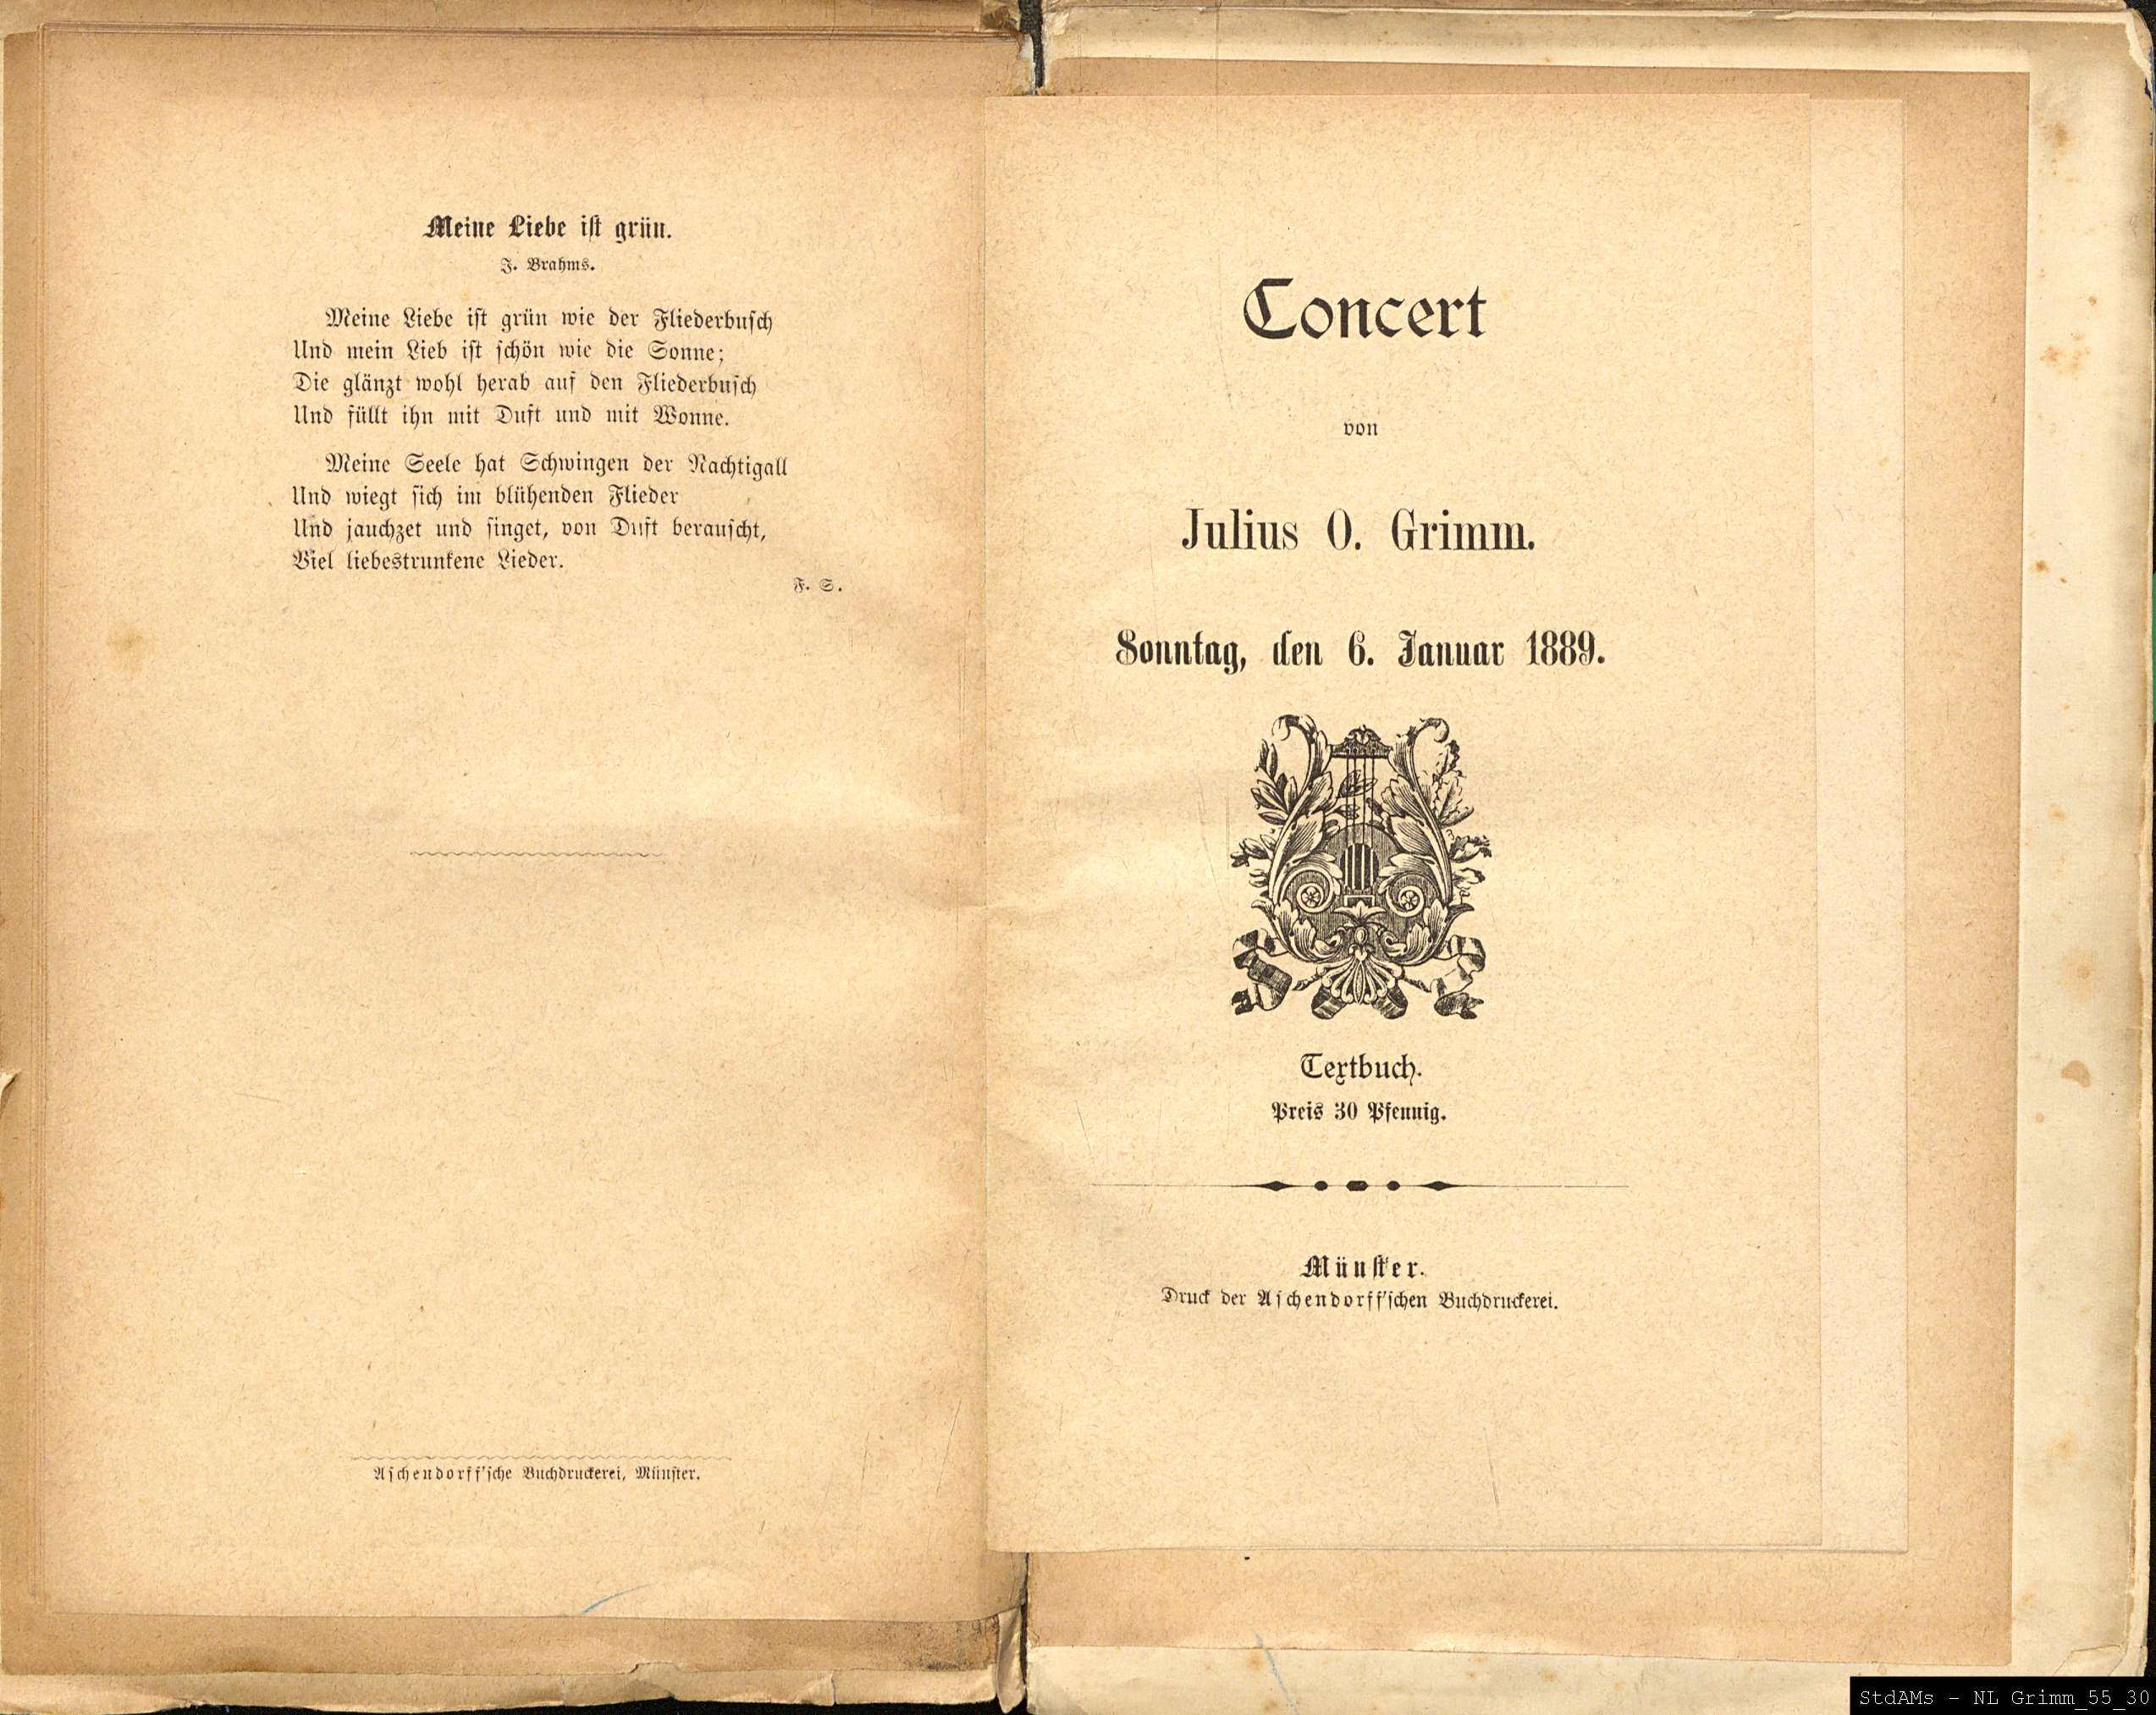 Meine Liebe ist grün.
J. Brahms.
Meine Liebe ist grün wie der Fliederbusch
Und mein Lieb ist schön wie die Sonne;
Die glänzt wohl herab auf den Fliederbusch
Und füllt ihn mit Duft und mit Wonne.
Meine Seele hat Schwingen der Nachtigall
Und wiegt sich im blühenden Flieder
Und jauchzet und singet, von Duft berauscht,
Viel liebestrunkene Lieder.
F. S.
Aschendorff'sche Buchdruckerei, Münster.
Concert
von
Julius O. Grimm.
Sonntag, den 6. Januar 1889.
Textbuch.
Preis 30 Pfennig.
Münster.
Druck der Aschendorff'schen Buchdruckerei.
StdAMs - NL Grimm_55_30